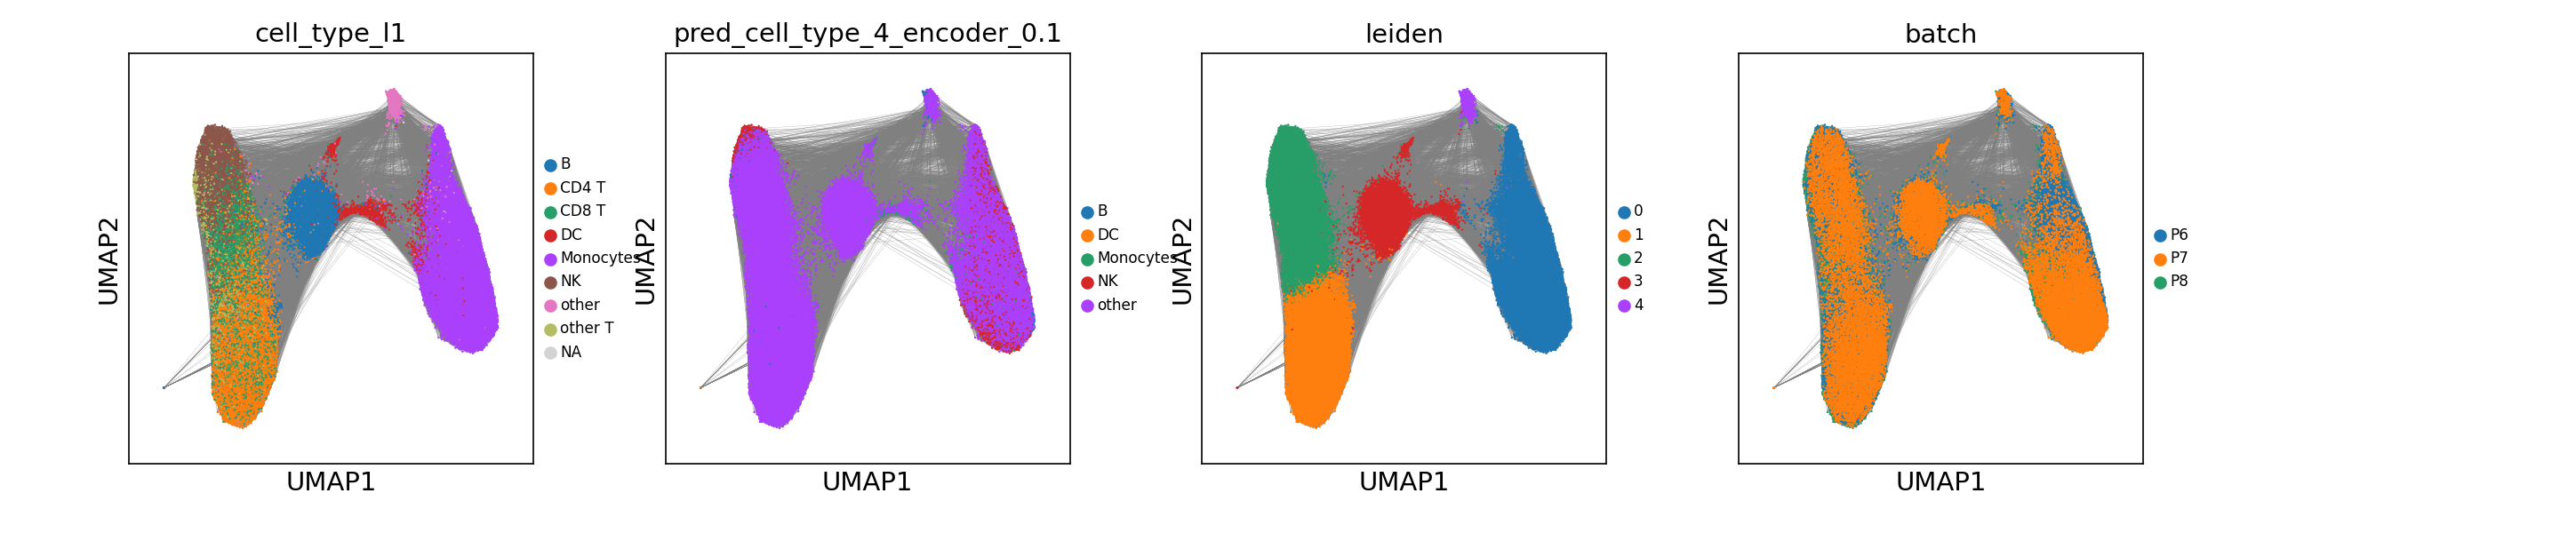 cell_type_l1
UMAP2
UMAP1
B
CD4 T
CD8 T
DC
Monocytes
NK
other
other T
NA
pred_cell_type_4_encoder_0.1
UMAP2
UMAP1
B
DC
Monocytes
NK
other
leiden
UMAP2
UMAP1
0
1
2
3
4
batch
UMAP2
UMAP1
P6
P7
P8